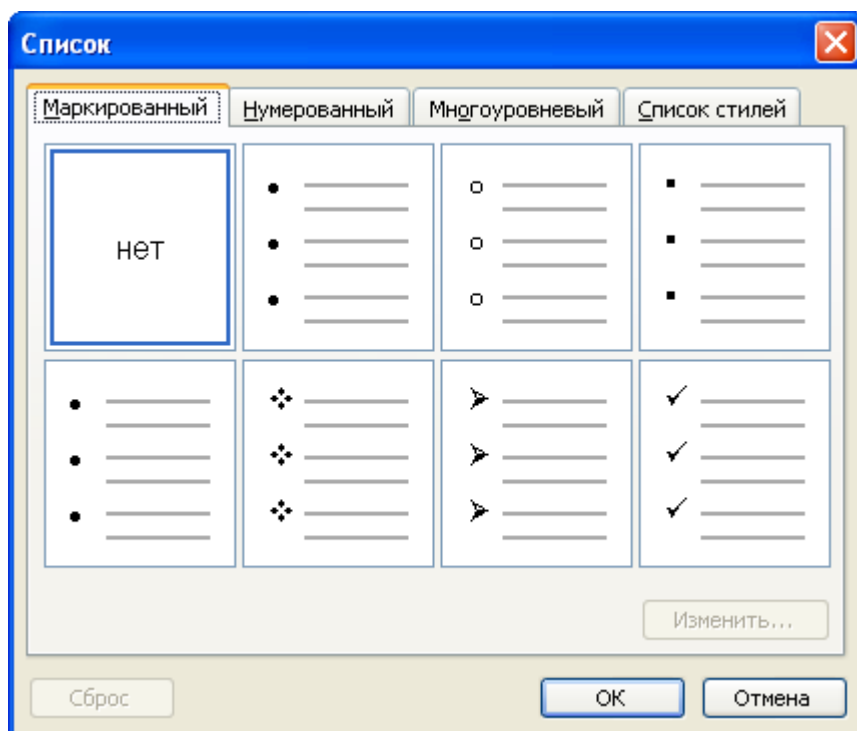 Список
Маркированный Нумерованный Многоуровневый Список стилей
нет
Изменить...
Сброс ОК Отмена